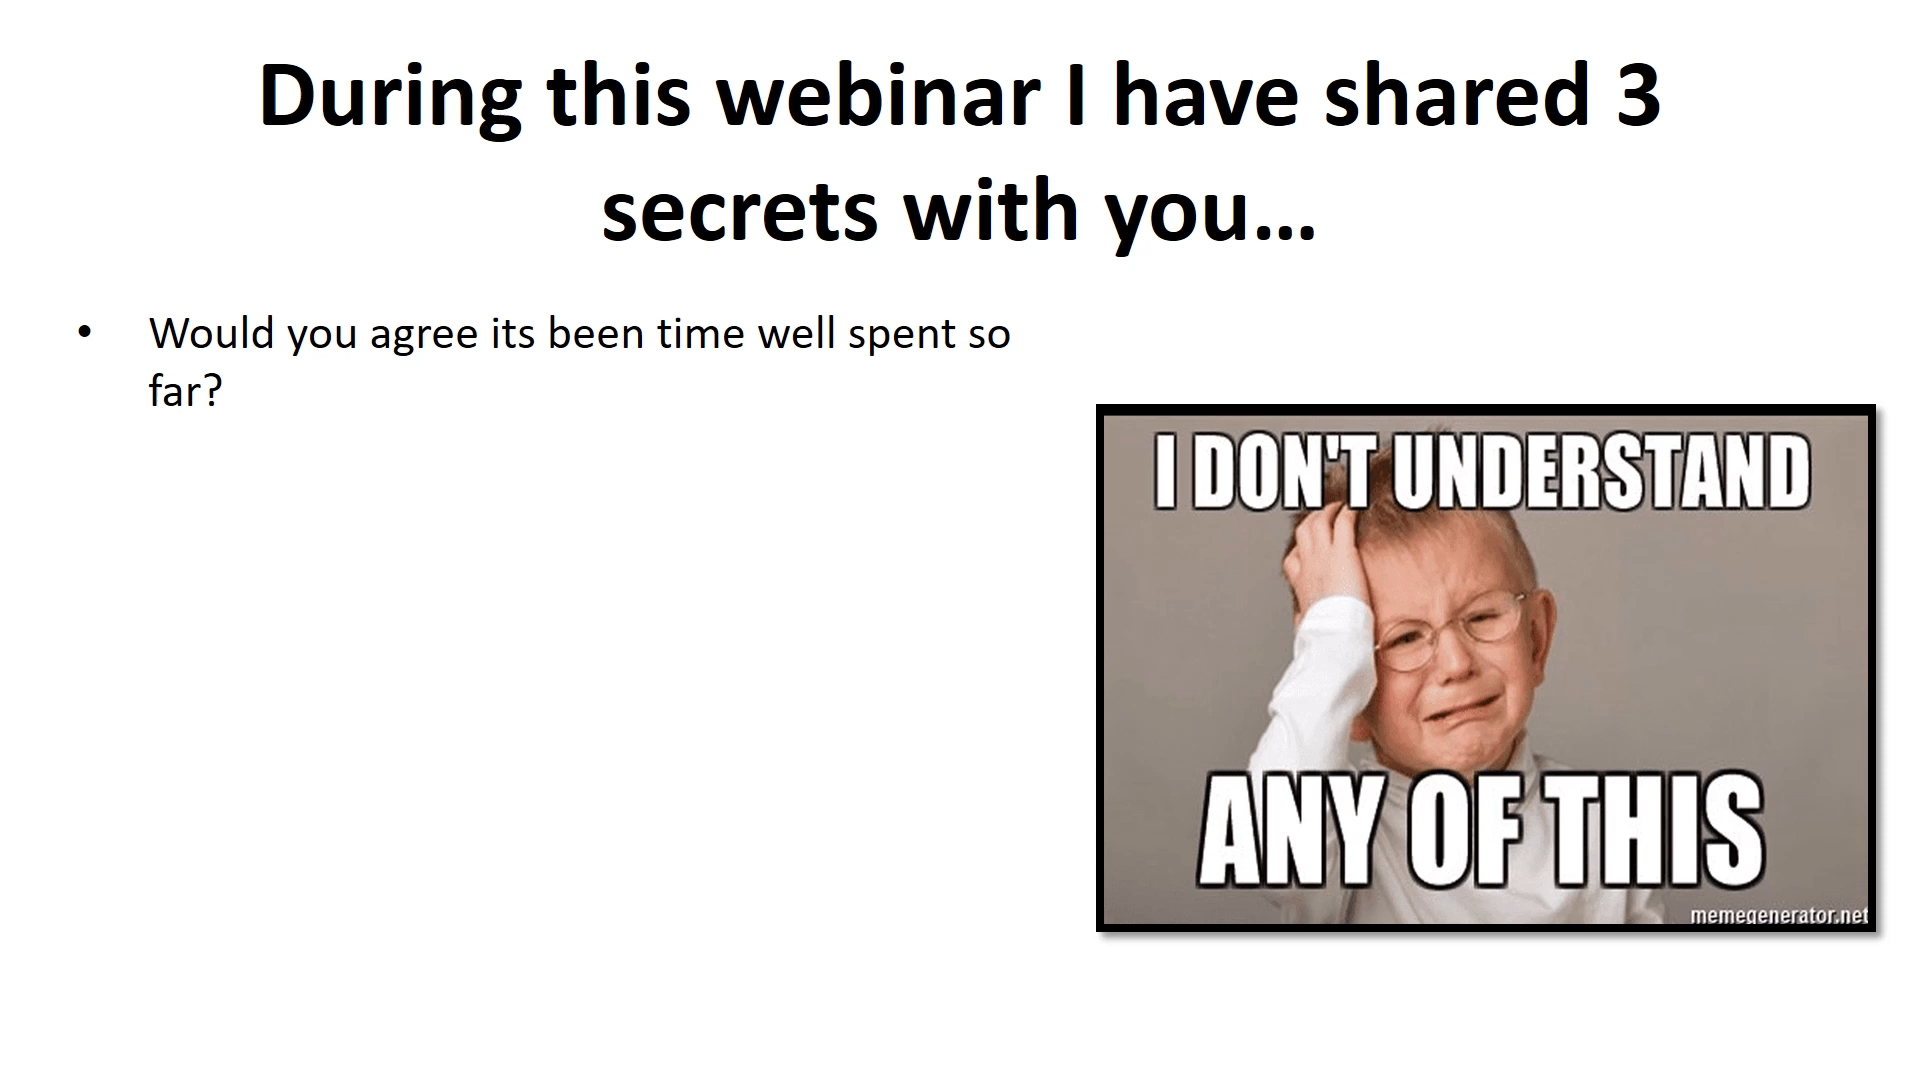 During this webinar I have shared 3
secrets with you…
• Would you agree its been time well spent so
far?
I DON'T UNDERSTAND
ANY OF THIS
memegenerator.net